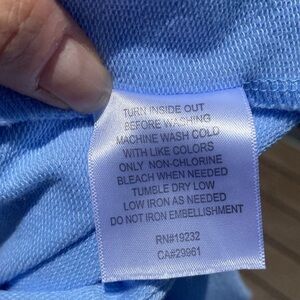 TURN INSIDE OUT
BEFORE WASHING
MACHINE WASH COLD
WITH LIKE COLORS
ONLY NON-CHLORINE
BLEACH WHEN NEEDED
TUMBLE DRY LOW
LOW IRON AS NEEDED
DO NOT IRON EMBELLISHMENT
RN#19232
CA#29961